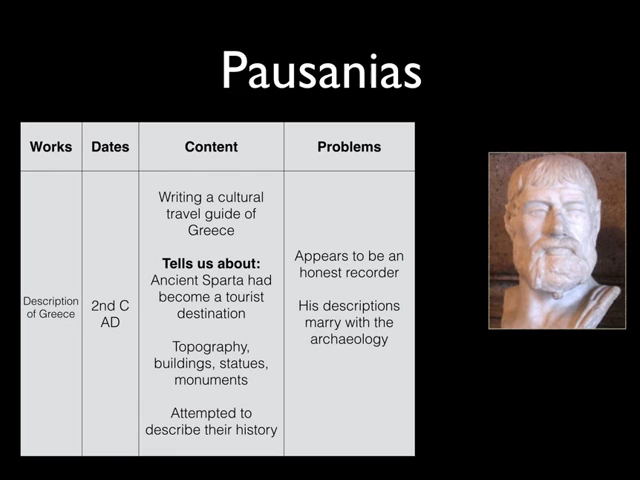 Pausanias
Works
Dates
Content
Problems
Description
of Greece
2nd C
AD
Writing a cultural
travel guide of
Greece
Tells us about:
Ancient Sparta had
become a tourist
destination
Topography,
buildings, statues,
monuments
Attempted to
describe their history
Appears to be an
honest recorder
His descriptions
marry with the
archaeology